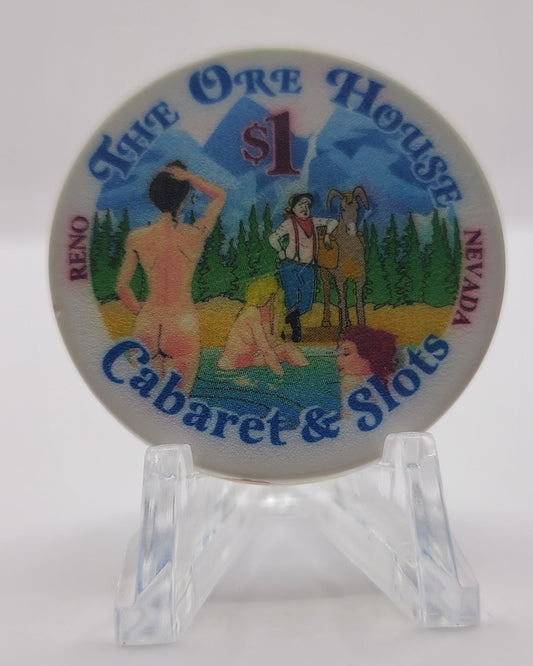 The Ore House
$1
RENO
NEVADA
Cabaret & Slots